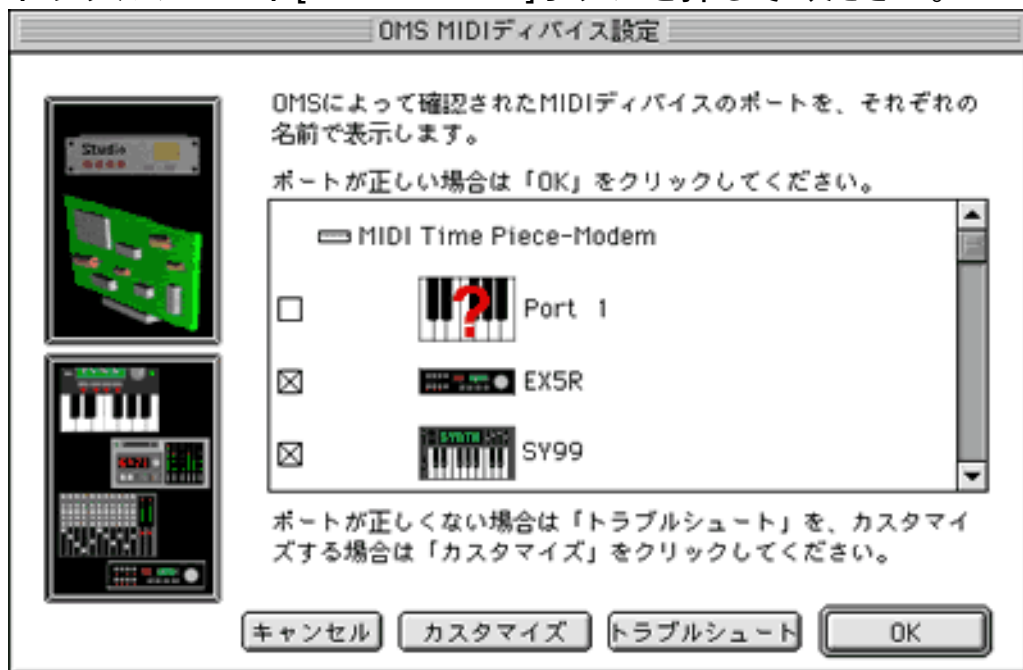 OMS MIDIディバイス設定
OMSによって確認されたMIDIディバイスのポートを、それぞれの
名前で表示します。
ポートが正しい場合は「OK」をクリックしてください。
MIDI Time Piece-Modem
Port 1
EX5R
SY99
ポートが正しくない場合は「トラブルシュート」を、カスタマイ
ズする場合は「カスタマイズ」をクリックしてください。
キャンセル カスタマイズ トラブルシュート OK